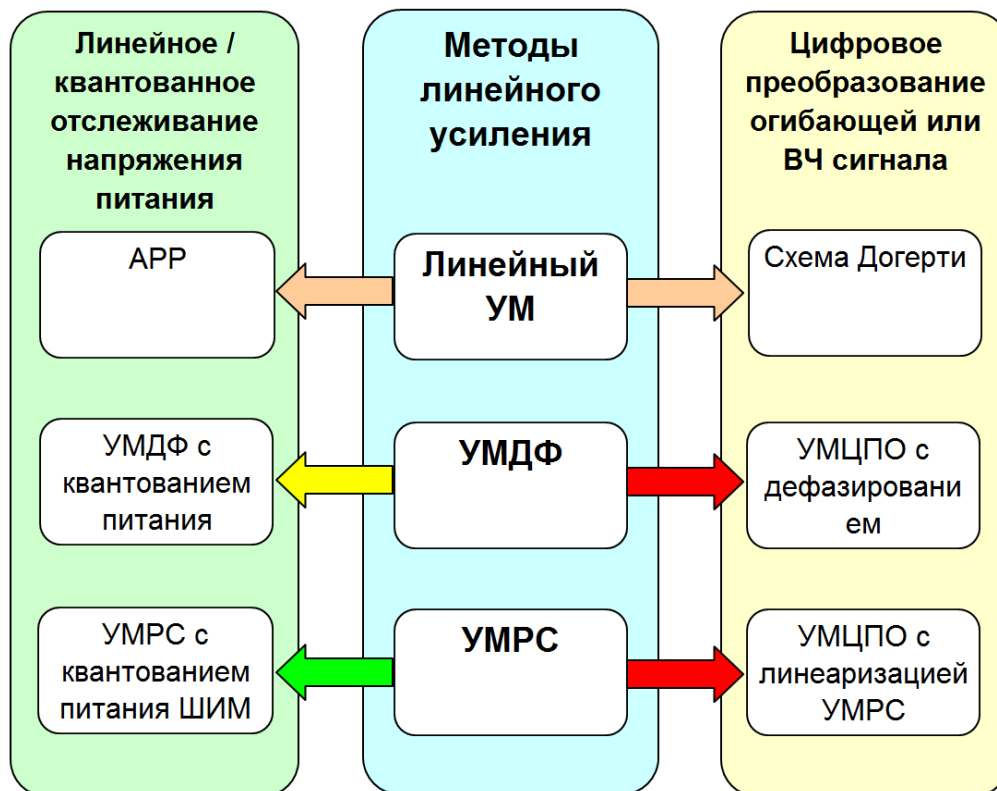 Линейное /
квантованное
отслеживание
напряжения
питания
АРР
УМДФ с
квантованием
питания
УМРС с
квантованием
питания ШИМ
Методы
линейного
усиления
Линейный
УМ
УМДФ
УМРС
Цифровое
преобразование
огибающей или
ВЧ сигнала
Схема Догерти
УМЦПО с
дефазировани
ем
УМЦПО с
линеаризацией
УМРС